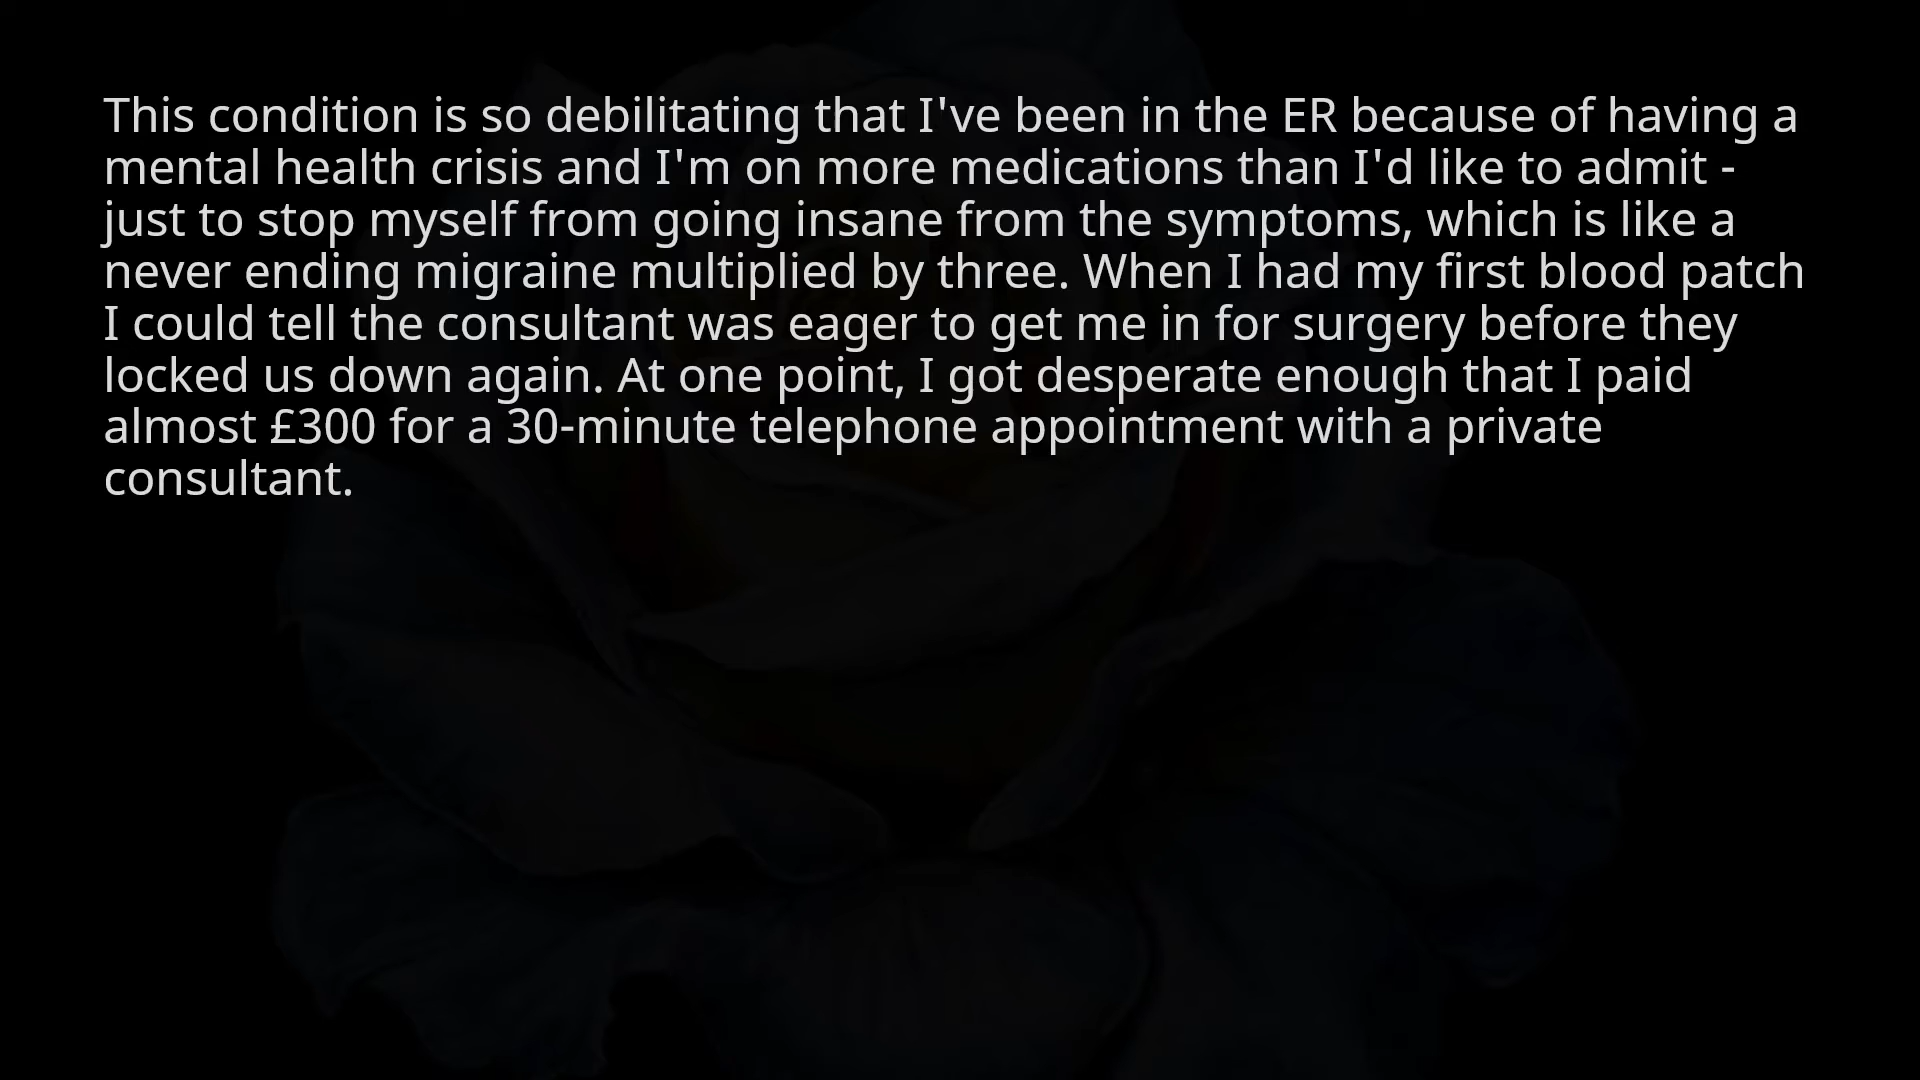 This condition is so debilitating that I've been in the ER because of having a
mental health crisis and I'm on more medications than I'd like to admit -
just to stop myself from going insane from the symptoms, which is like a
never ending migraine multiplied by three. When I had my first blood patch
I could tell the consultant was eager to get me in for surgery before they
locked us down again. At one point, I got desperate enough that I paid
almost £300 for a 30-minute telephone appointment with a private
consultant.